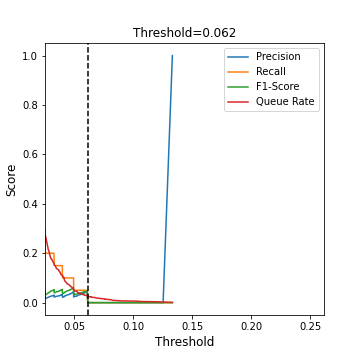 Threshold=0.062
1.0
0.8
0.6
0.4
0.2
0.0
Score
Precision
Recall
F1-Score
Queue Rate
0.05 0.10 0.15 0.20 0.25
Threshold